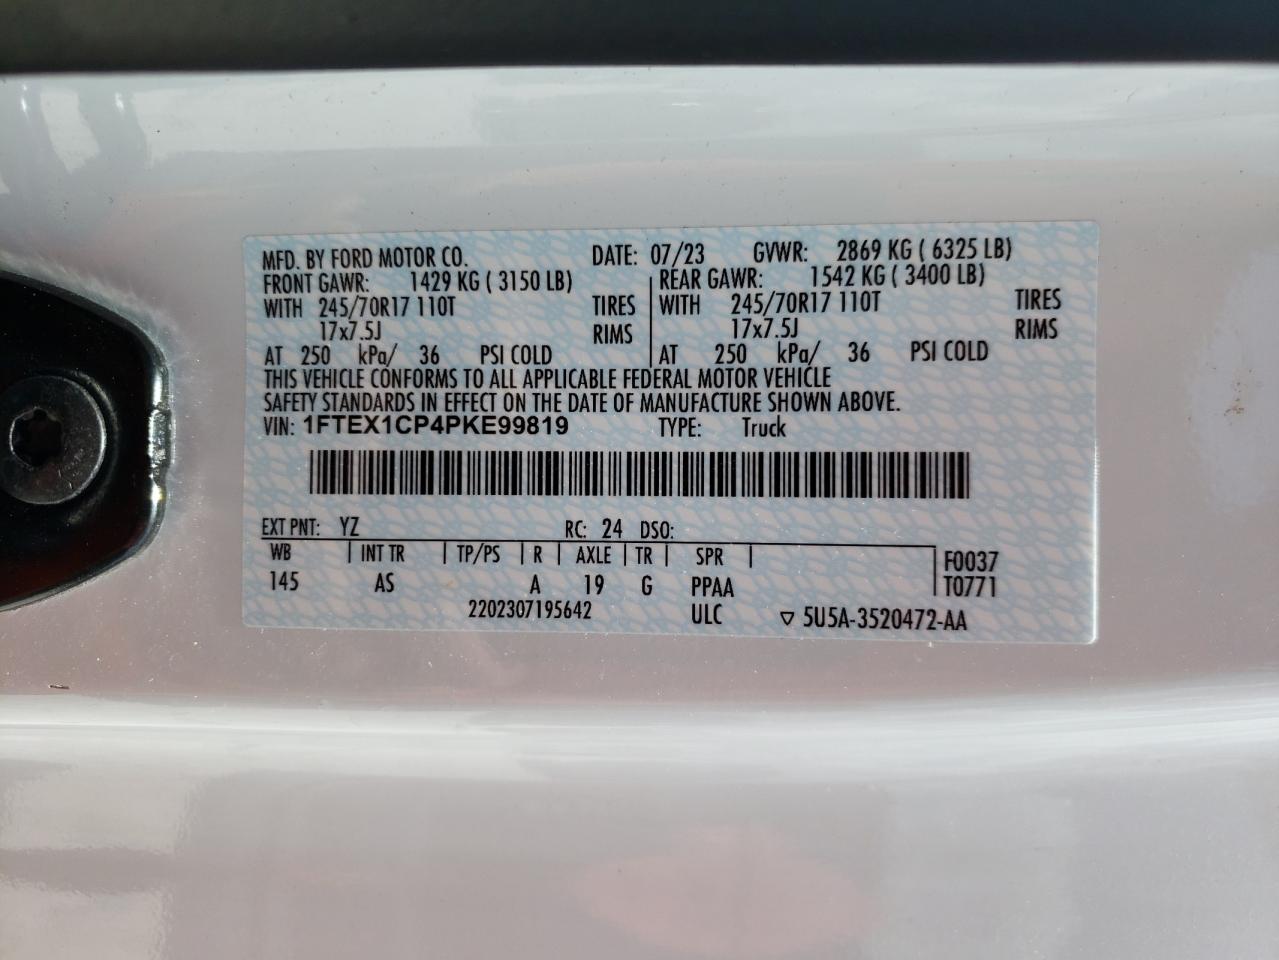 MFD. BY FORD MOTOR CO. DATE: 07/23 GVWR: 2869 KG ( 6325 LB)
FRONT GAWR: 1429 KG ( 3150 LB) REAR GAWR: 1542 KG ( 3400 LB)
WITH 245/70R17 110T TIRES WITH 245/70R17 110T TIRES
17x7.5J RIMS 17x7.5J RIMS
AT 250 kPa/ 36 PSI COLD AT 250 kPa/ 36 PSI COLD
THIS VEHICLE CONFORMS TO ALL APPLICABLE FEDERAL MOTOR VEHICLE
SAFETY STANDARDS IN EFFECT ON THE DATE OF MANUFACTURE SHOWN ABOVE.
VIN: 1FTEX1CP4PKE99819 TYPE: Truck
EXT PNT: YZ RC: 24 DSO:
WB INT TR TP/PS R AXLE TR SPR F0037
145 AS A 19 G PPAA T0771
2202307195642 ULC ▽ 5U5A-3520472-AA